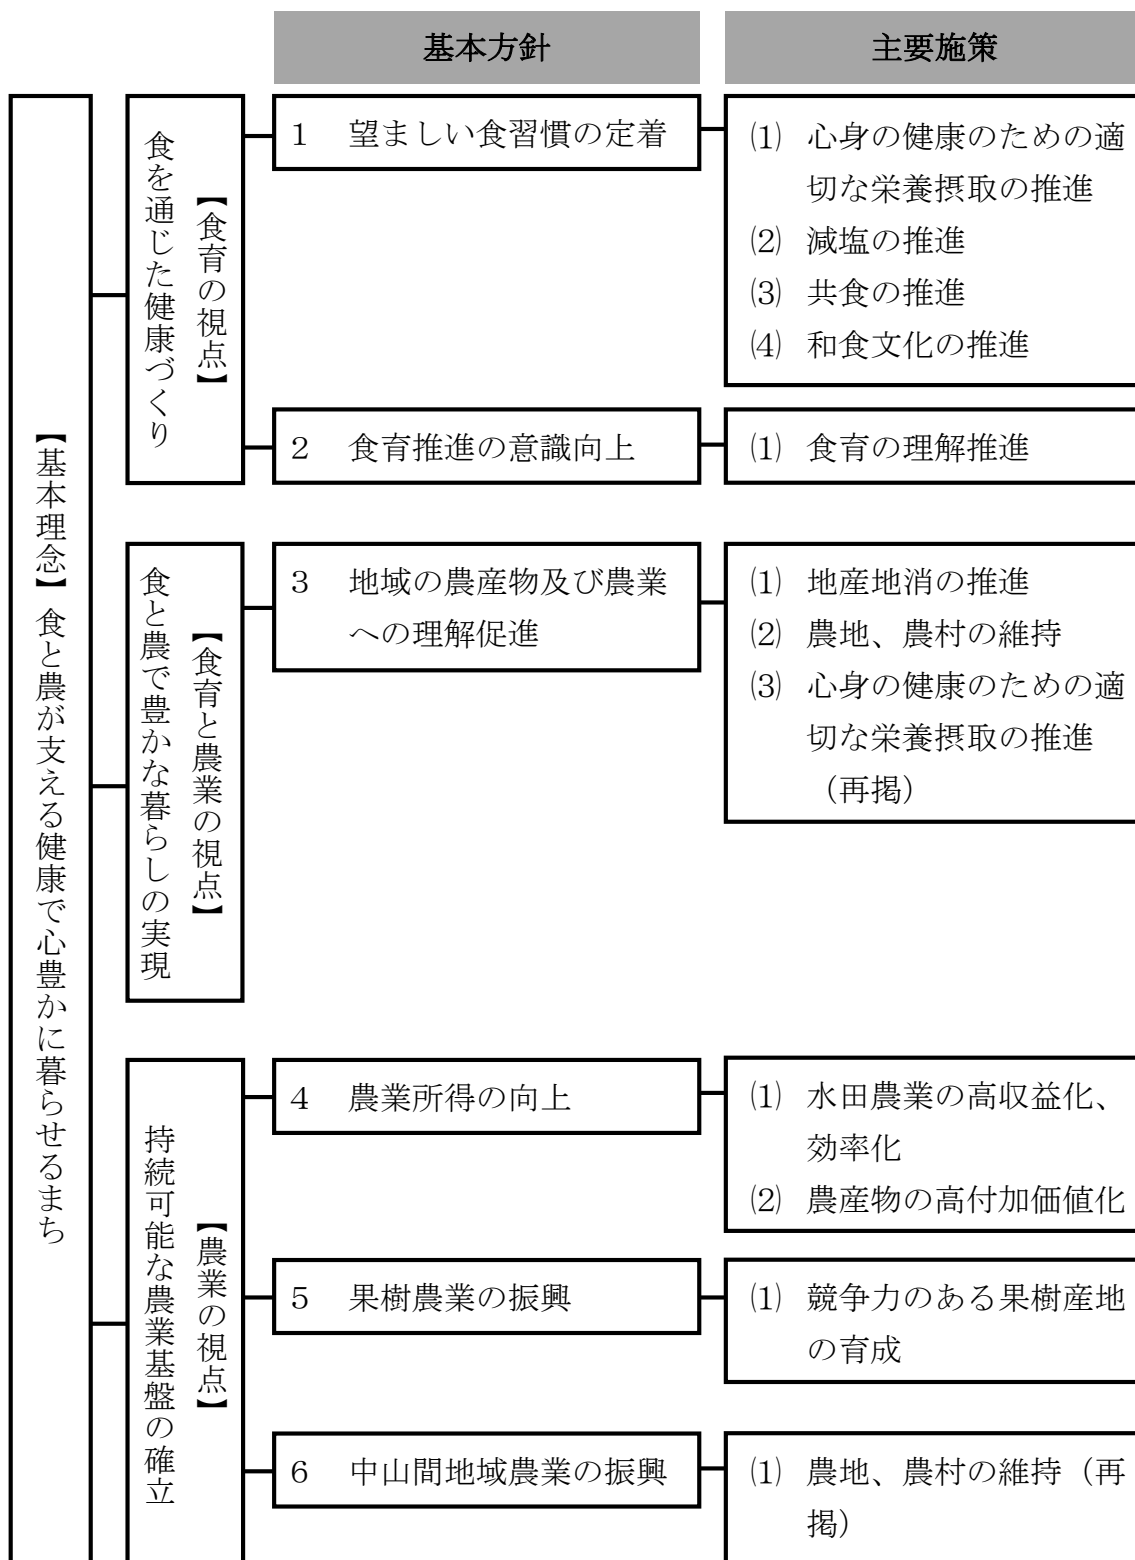 基本方針
主要施策
【基本理念】食と農が支える健康で心豊かに暮らせるまち
【食育の視点】
食を通じた健康づくり
1 望ましい食習慣の定着
⑴ 心身の健康のための適
切な栄養摂取の推進
⑵ 減塩の推進
⑶ 共食の推進
⑷ 和食文化の推進
2 食育推進の意識向上
⑴ 食育の理解推進
【食育と農業の視点】
食と農で豊かな暮らしの実現
3 地域の農産物及び農業
への理解促進
⑴ 地産地消の推進
⑵ 農地、農村の維持
⑶ 心身の健康のための適
切な栄養摂取の推進
（再掲）
【農業の視点】
持続可能な農業基盤の確立
4 農業所得の向上
⑴ 水田農業の高収益化、
効率化
⑵ 農産物の高付加価値化
5 果樹農業の振興
⑴ 競争力のある果樹産地
の育成
6 中山間地域農業の振興
⑴ 農地、農村の維持（再
掲）